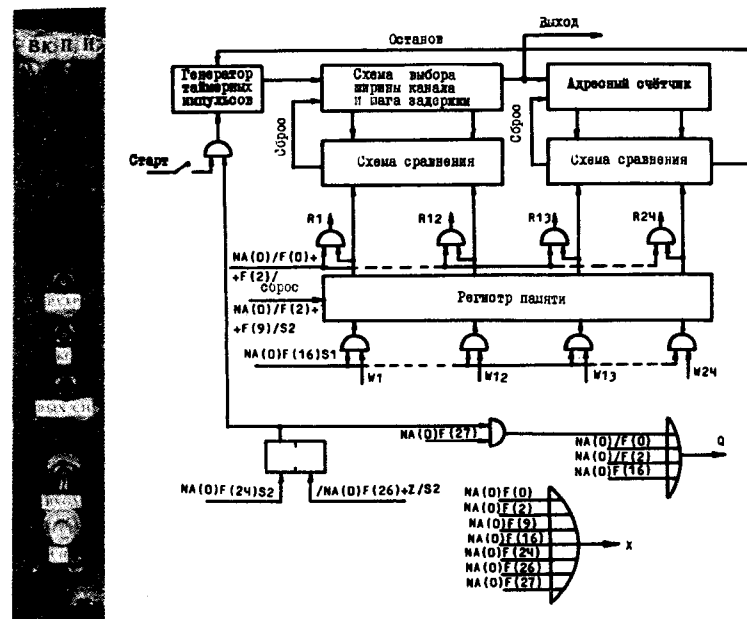 ВК П. И
Выход
Останов
Генератор
таймерных
импульсов
Схема выбора
ширины канала
и шага задержки
Адресный счётчик
Сброс
Сброс
Старт
Схема сравнения
Схема сравнения
R1
R12
R13
R24
NA(0)/F(0)+
+F(2)/
сброс
NA(0)/F(2)+
+F(9)/S2
Регистр памяти
NA(0)F(16)S1
W1
W12
W13
W24
NA(0)F(27)
NA(0)/F(0)
NA(0)/F(2)
NA(0)F(16)
Q
NA(0)F(24)S2
/NA(0)F(26)+Z/S2
NA(0)F(0)
NA(0)F(2)
NA(0)F(9)
NA(0)F(16)
NA(0)F(24)
NA(0)F(26)
NA(0)F(27)
X